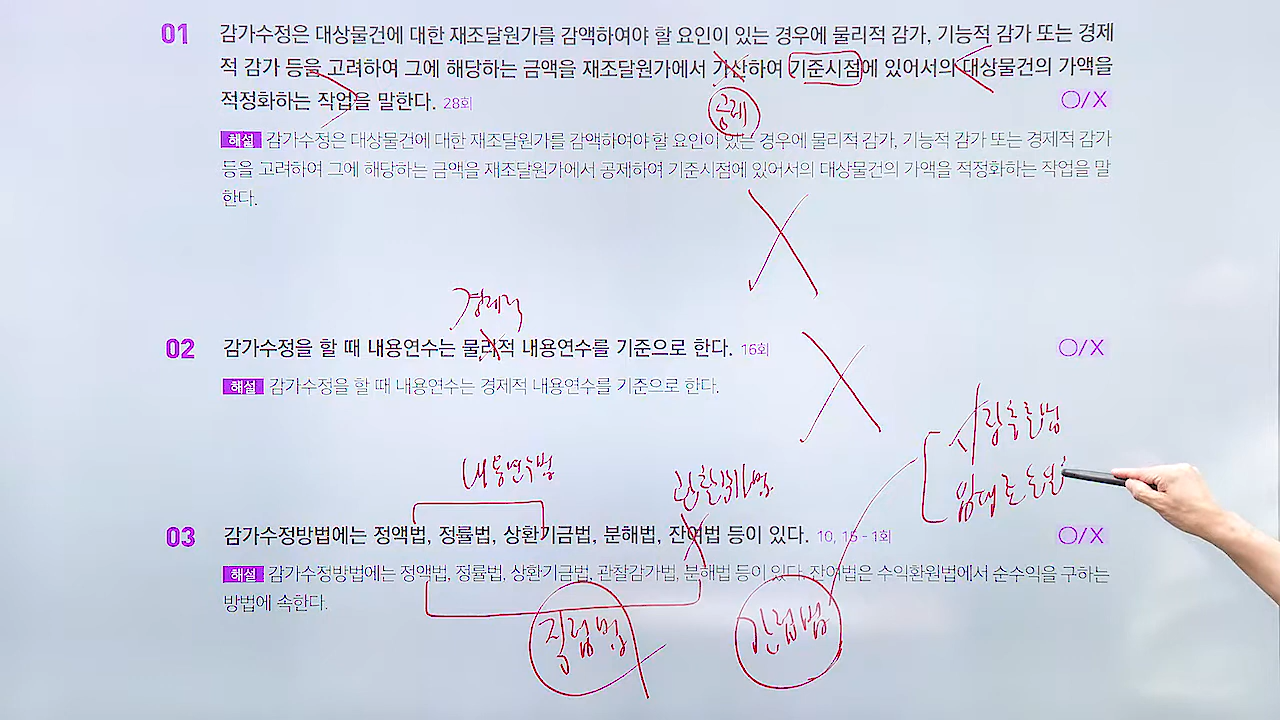 01 감가수정은 대상물건에 대한 재조달원가를 감액하여야 할 요인이 있는 경우에 물리적 감가, 기능적 감가 또는 경제
적 감가 등을 고려하여 그에 해당하는 금액을 재조달원가에서 가산하여 기준시점에 있어서의 대상물건의 가액을
적정화하는 작업을 말한다. 28회 O/X
공제
해설 감가수정은 대상물건에 대한 재조달원가를 감액하여야 할 요인이 있는 경우에 물리적 감가, 기능적 감가 또는 경제적 감가
등을 고려하여 그에 해당하는 금액을 재조달원가에서 공제하여 기준시점에 있어서의 대상물건의 가액을 적정화하는 작업을 말
한다.
경제적
02 감가수정을 할 때 내용연수는 물리적 내용연수를 기준으로 한다. 16회 O/X
해설 감가수정을 할 때 내용연수는 경제적 내용연수를 기준으로 한다.
시장추출법
임대료
내용연수법 관찰감가법
03 감가수정방법에는 정액법, 정률법, 상환기금법, 분해법, 잔여법 등이 있다. 10, 15-1회 O/X
해설 감가수정방법에는 정액법, 정률법, 상환기금법, 관찰감가법, 분해법 등이 있다. 잔여법은 수익환원법에서 순수익을 구하는
방법에 속한다.
직접법 간접법